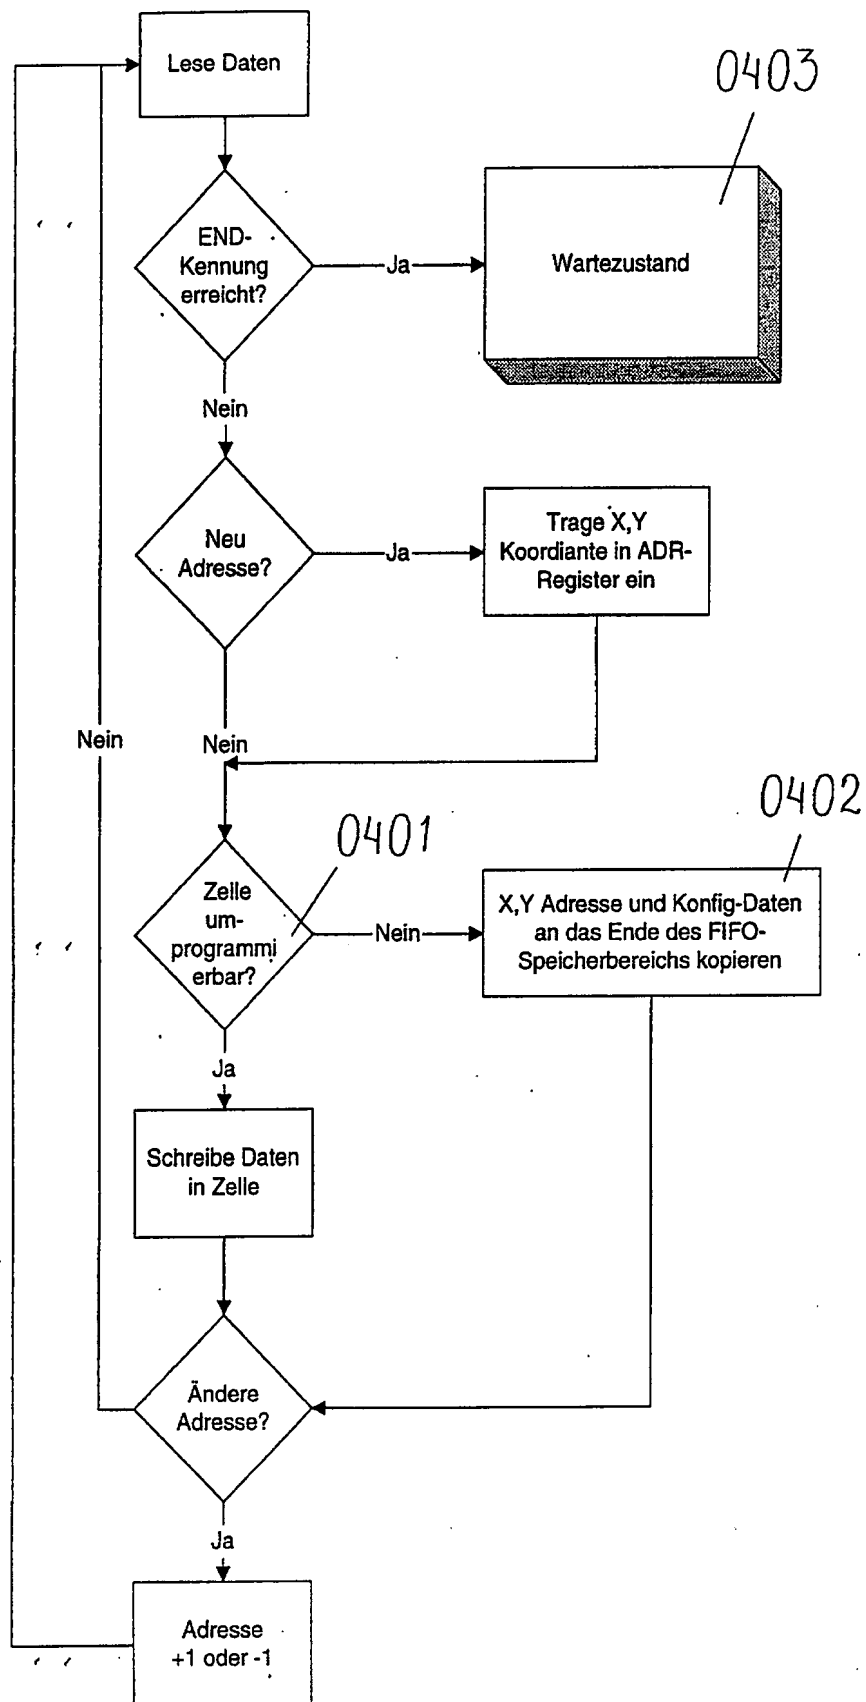 Lese Daten
0403
END-
Kennung
erreicht?
Ja
Wartezustand
Nein
Neu
Adresse?
Ja
Trage X,Y
Koordiante in ADR-
Register ein
Nein
Nein
0401
0402
Zelle
um-
programmi
erbar?
Nein
X,Y Adresse und Konfig-Daten
an das Ende des FIFO-
Speicherbereichs kopieren
Ja
Schreibe Daten
in Zelle
Ändere
Adresse?
Ja
Adresse
+1 oder -1